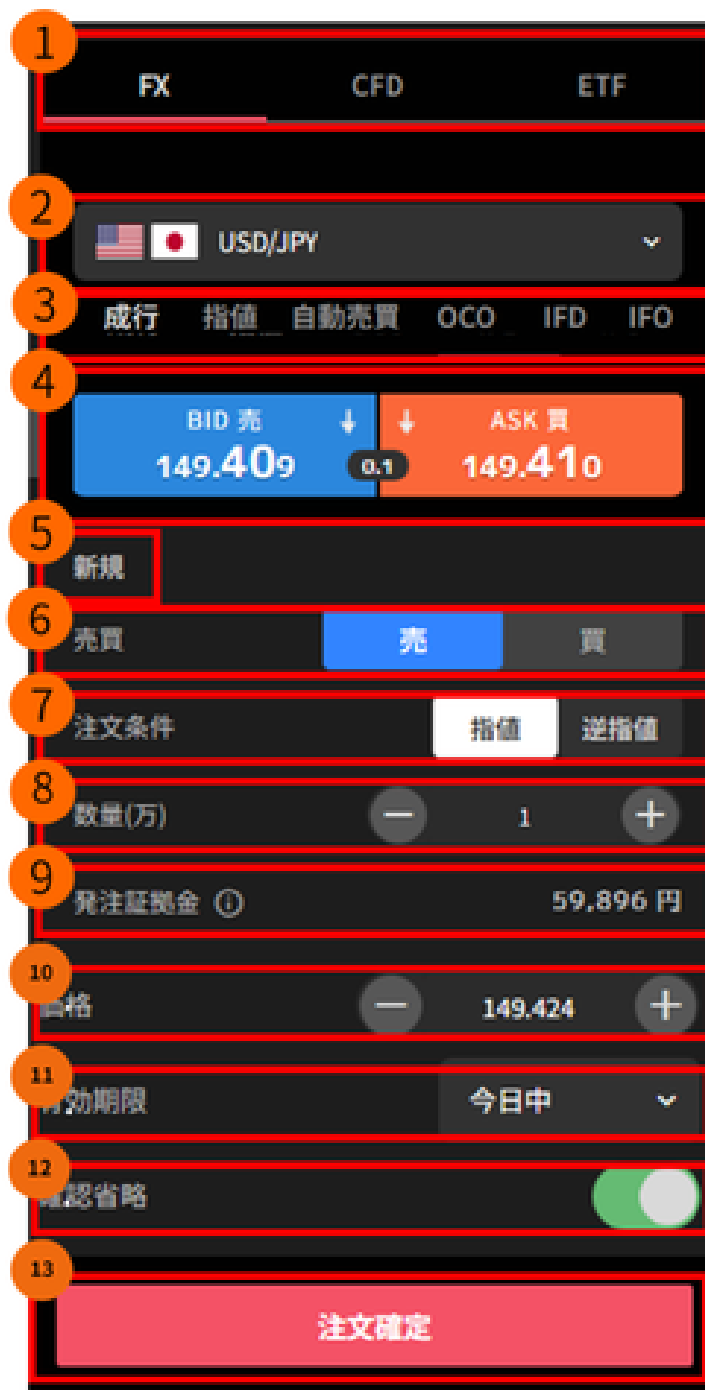 1
FX CFD ETF
2
USD/JPY
3
成行 指値 自動売買 OCO IFD IFO
4
BID 売 ASK 買
149.409 0.1 149.410
5
新規
6
売買 売 買
7
注文条件 指値 逆指値
8
数量(万) 1
9
発注証拠金 59,896 円
10
価格 149.424
11
有効期限 今日中
12
確認省略
13
注文確定